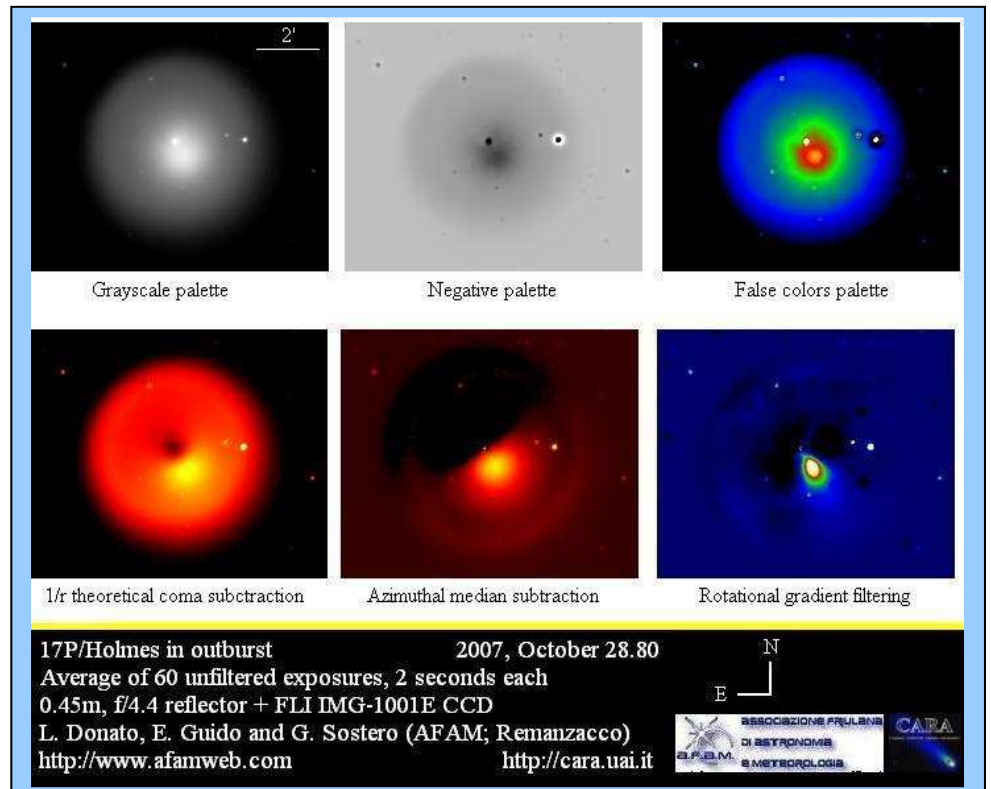 2'
Grayscale palette
Negative palette
False colors palette
1/r theoretical coma subctraction
Azimuthal median subtraction
Rotational gradient filtering
17P/Holmes in outburst 2007, October 28.80
Average of 60 unfiltered exposures, 2 seconds each
0.45m, f/4.4 reflector + FLI IMG-1001E CCD
L. Donato, E. Guido and G. Sostero (AFAM; Remanzacco)
http://www.afamweb.com http://cara.uai.it
N
E
a.F.a.M.
ASSOCIAZIONE FRIULANA
DI ASTRONOMIA
E METEOROLOGIA
CARA